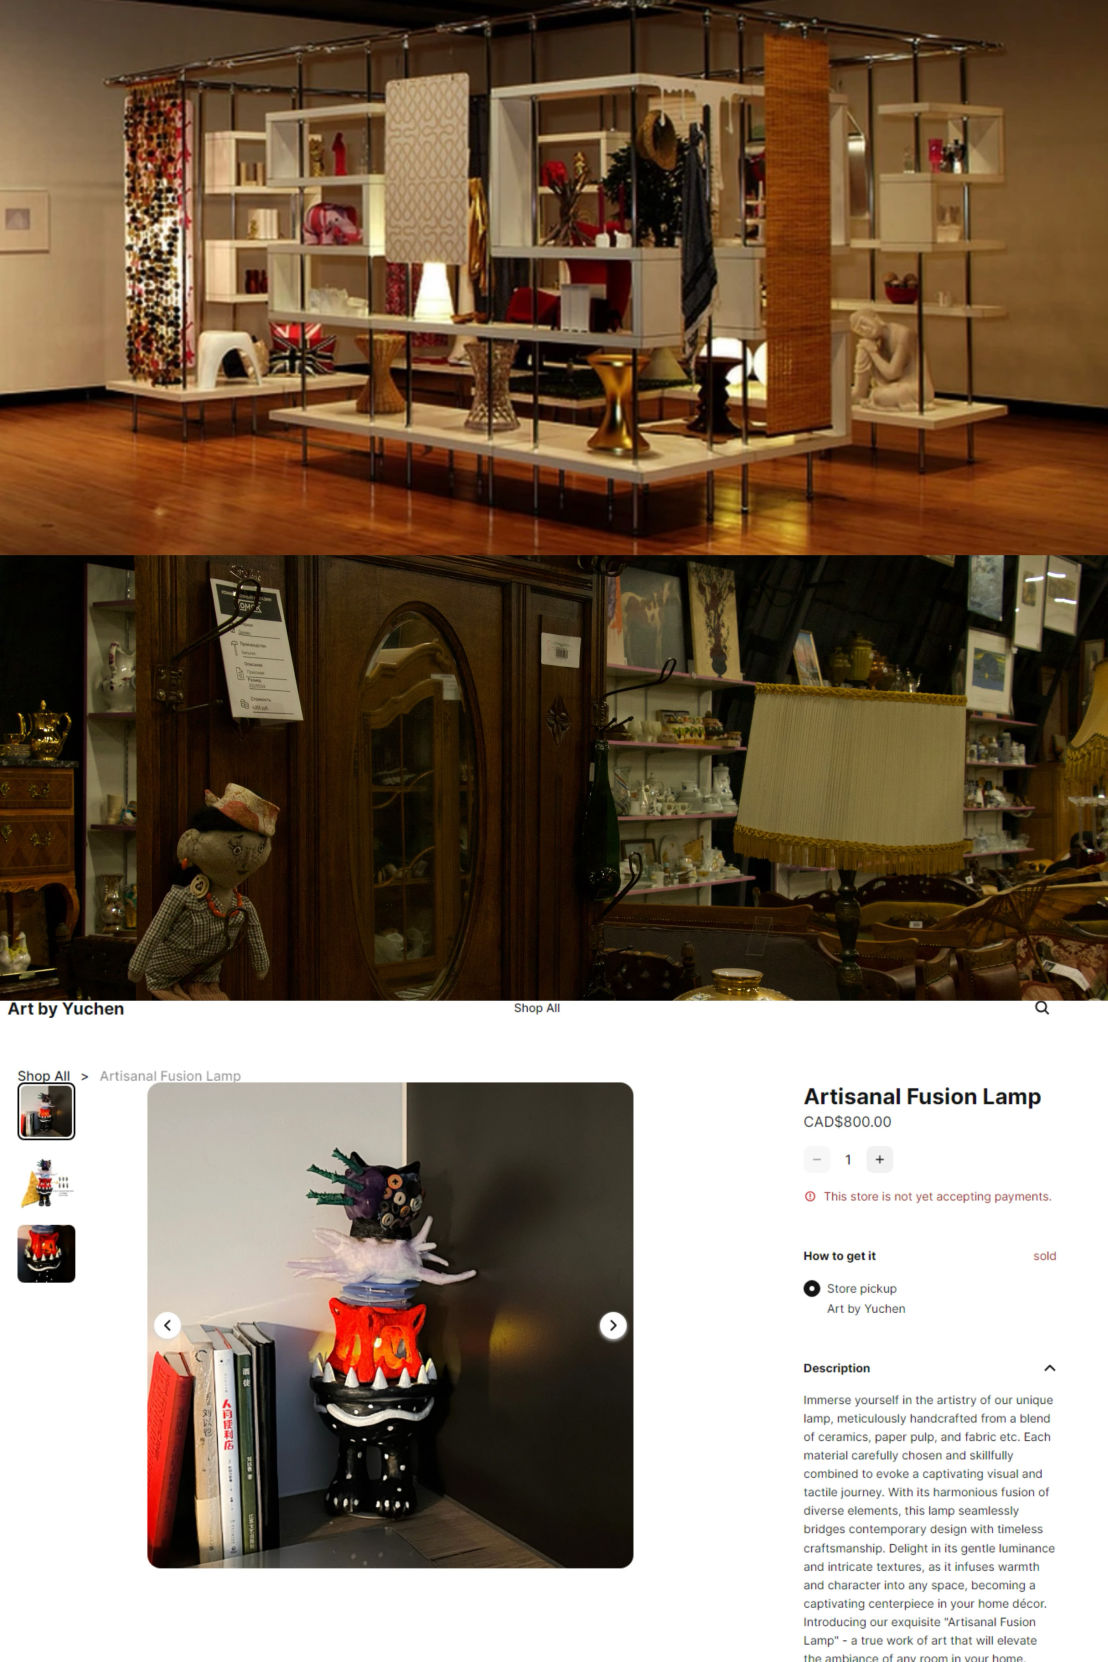 Art by Yuchen
Shop All
Shop All > Artisanal Fusion Lamp
Artisanal Fusion Lamp
CAD$800.00
− 1 +
This store is not yet accepting payments.
How to get it sold
Store pickup
Art by Yuchen
Description
Immerse yourself in the artistry of our unique
lamp, meticulously handcrafted from a blend
of ceramics, paper pulp, and fabric etc. Each
material carefully chosen and skillfully
combined to evoke a captivating visual and
tactile journey. With its harmonious fusion of
diverse elements, this lamp seamlessly
bridges contemporary design with timeless
craftsmanship. Delight in its gentle luminance
and intricate textures, as it infuses warmth
and character into any space, becoming a
captivating centerpiece in your home décor.
Introducing our exquisite "Artisanal Fusion
Lamp" - a true work of art that will elevate
the ambiance of any room in your home.